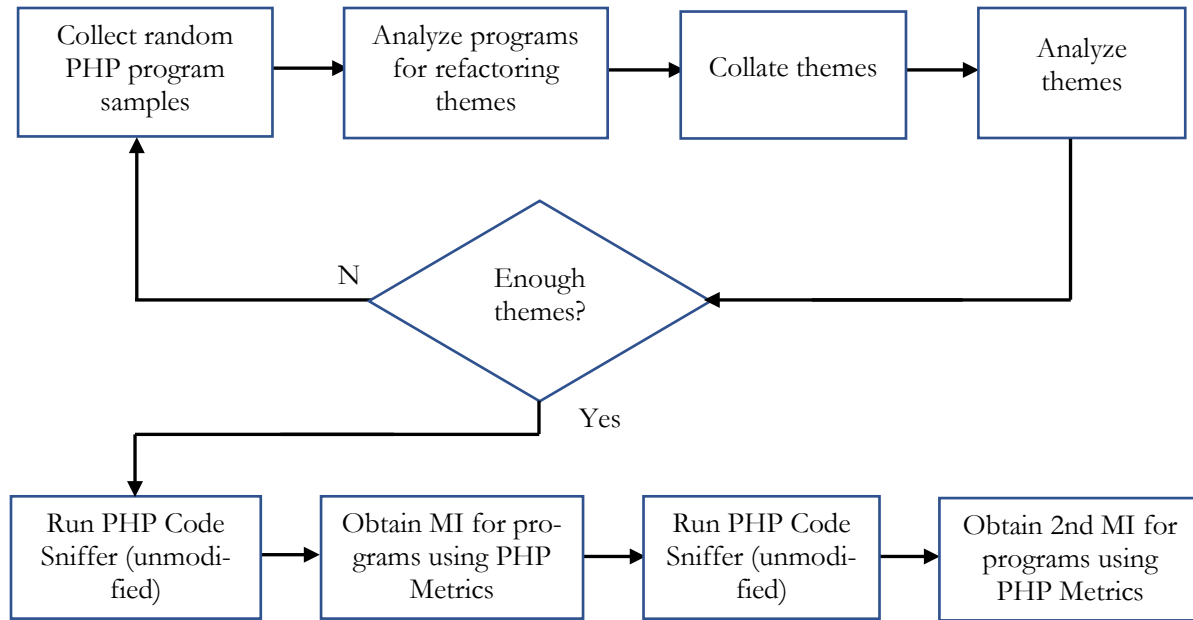 Collect random
PHP program
samples
Analyze programs
for refactoring
themes
Collate themes
Analyze
themes
N
Enough
themes?
Yes
Run PHP Code
Sniffer (unmodi-
fied)
Obtain MI for pro-
grams using PHP
Metrics
Run PHP Code
Sniffer (unmodi-
fied)
Obtain 2nd MI for
programs using
PHP Metrics